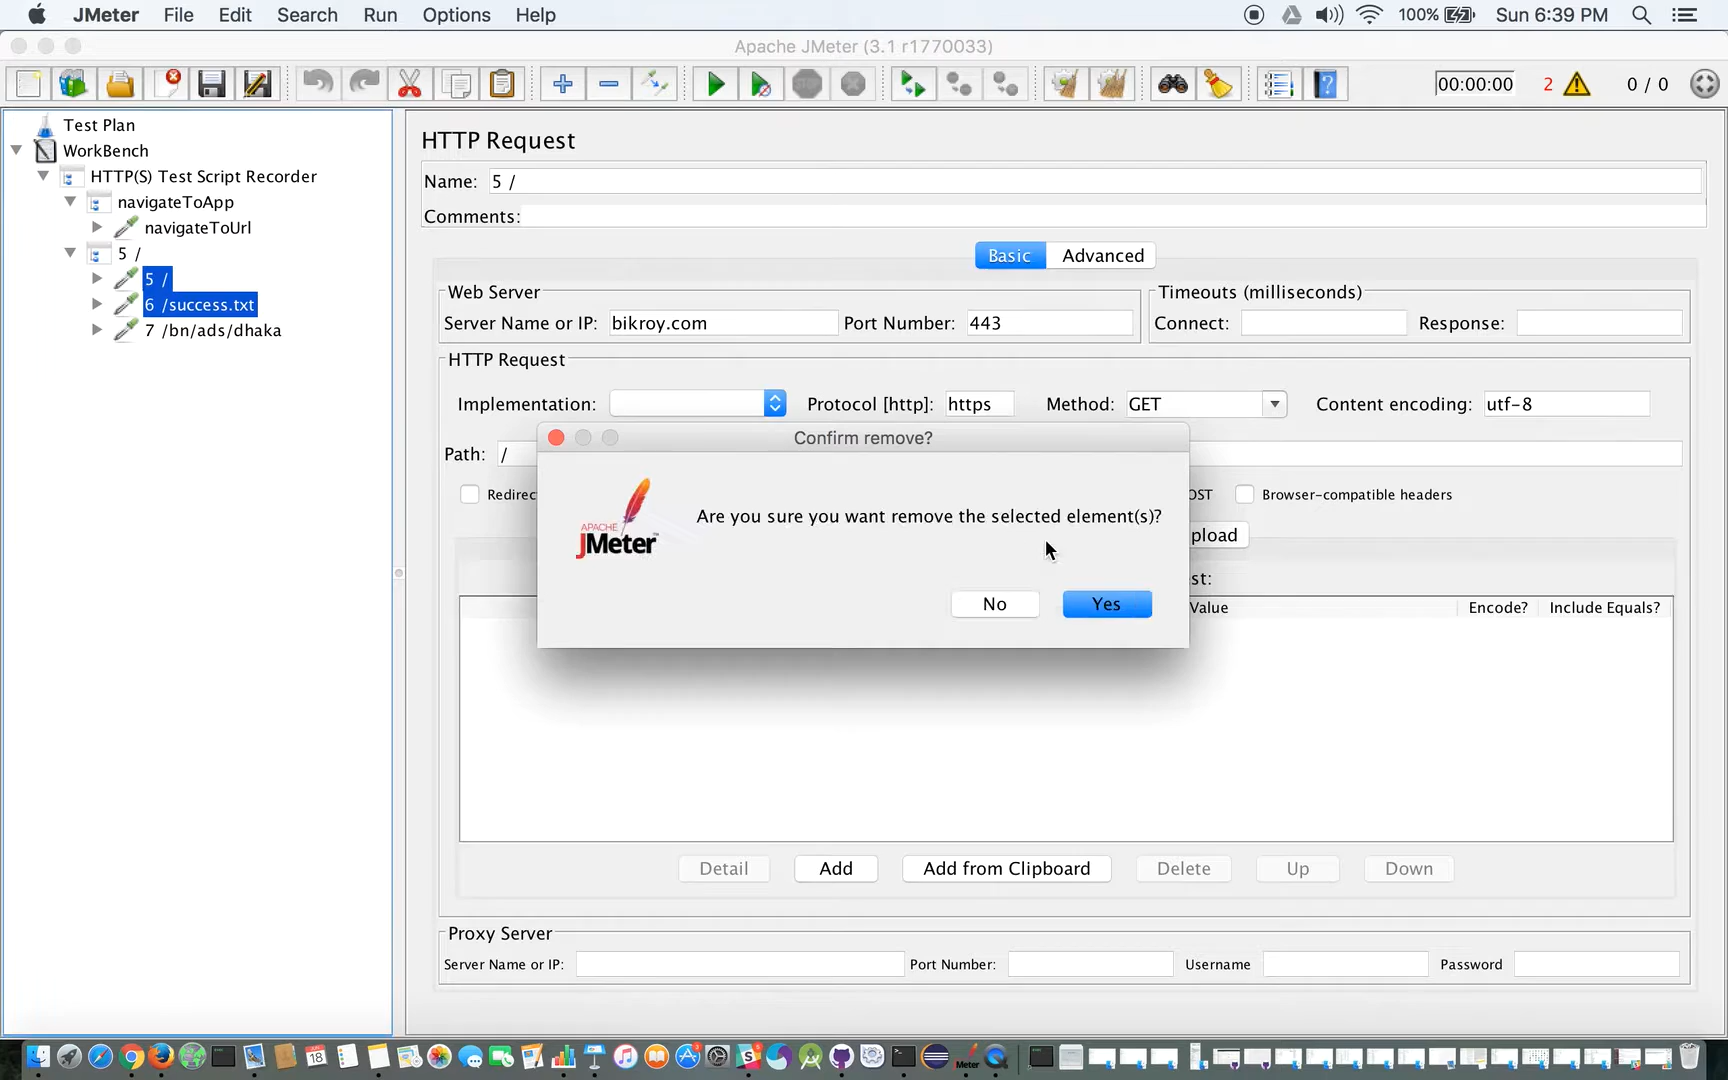 JMeter File Edit Search Run Options Help 100% Sun 6:39 PM
Apache JMeter (3.1 r1770033)
00:00:00 2 0 / 0
Test Plan
WorkBench
HTTP(S) Test Script Recorder
navigateToApp
navigateToUrl
5 /
5 /
6 /success.txt
7 /bn/ads/dhaka
HTTP Request
Name: 5 /
Comments:
Basic Advanced
Web Server
Server Name or IP: bikroy.com Port Number: 443
Timeouts (milliseconds)
Connect: Response:
HTTP Request
Implementation: Protocol [http]: https Method: GET Content encoding: utf-8
Path: /
Redirec OST Browser-compatible headers
pload
st:
Value Encode? Include Equals?
Confirm remove?
APACHE
JMeter
Are you sure you want remove the selected element(s)?
No Yes
Detail Add Add from Clipboard Delete Up Down
Proxy Server
Server Name or IP: Port Number: Username Password
18
JMeter